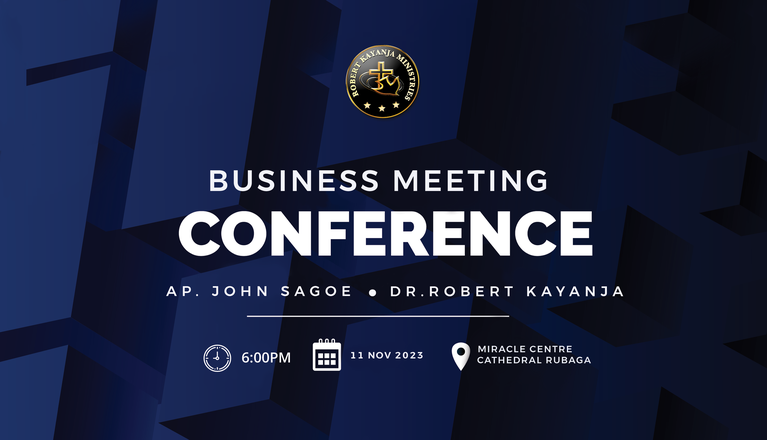 ROBERT KAYANJA MINISTRIES
BUSINESS MEETING
CONFERENCE
AP. JOHN SAGOE • DR.ROBERT KAYANJA
6:00PM
11 NOV 2023
MIRACLE CENTRE
CATHEDRAL RUBAGA